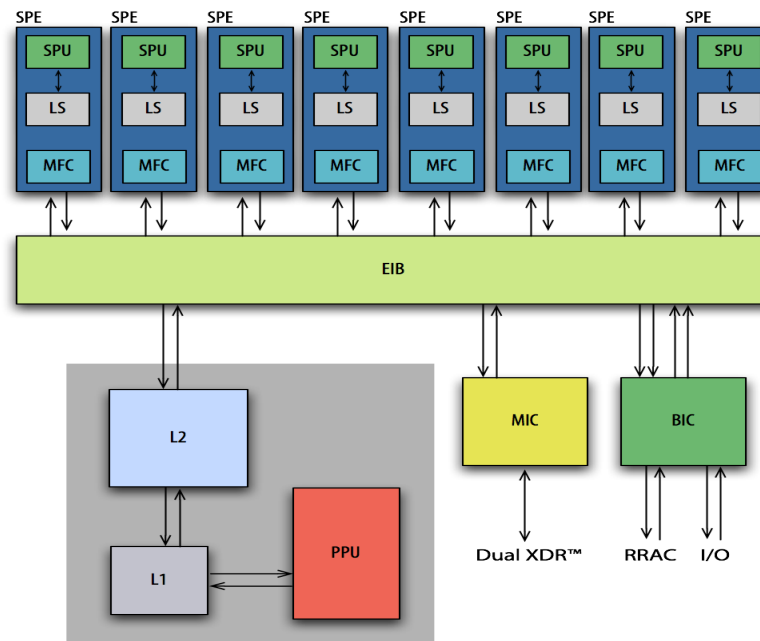 SPE SPE SPE SPE SPE SPE SPE SPE
SPU SPU SPU SPU SPU SPU SPU SPU
LS LS LS LS LS LS LS LS
MFC MFC MFC MFC MFC MFC MFC MFC
EIB
L2 MIC BIC
PPU
Dual XDR™ RRAC I/O
L1